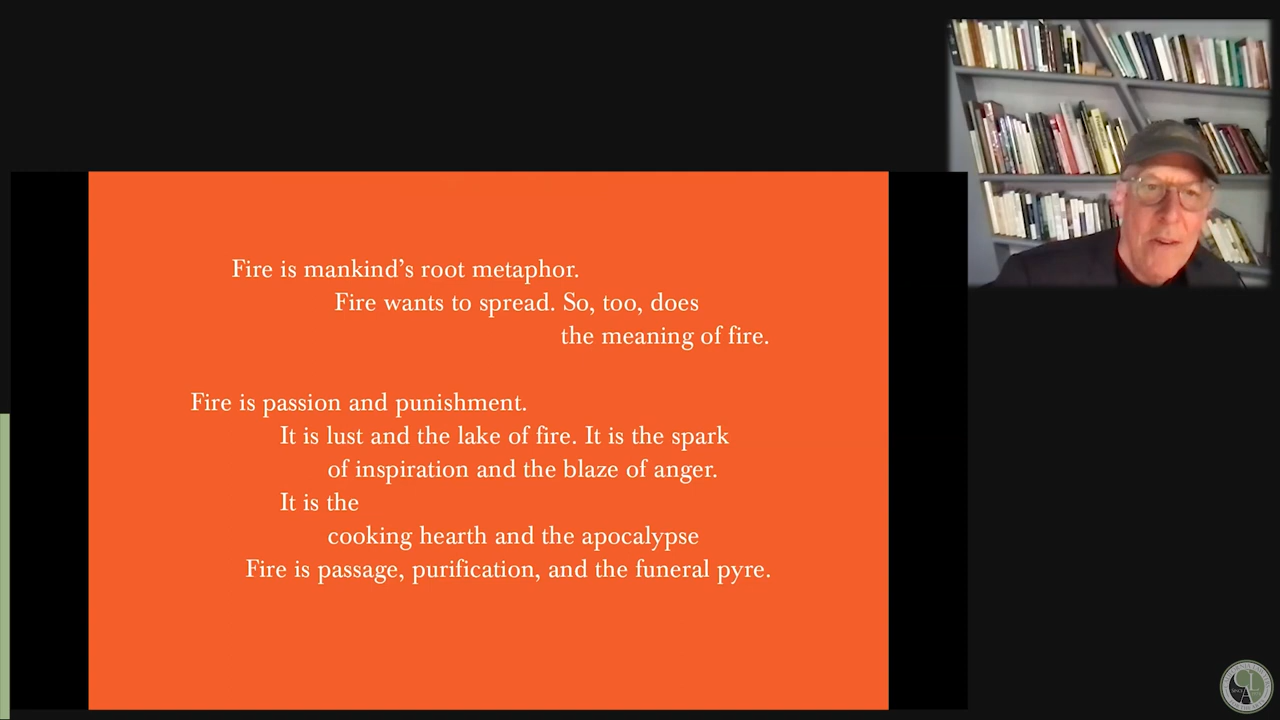 Fire is mankind’s root metaphor.
Fire wants to spread. So, too, does
the meaning of fire.
Fire is passion and punishment.
It is lust and the lake of fire. It is the spark
of inspiration and the blaze of anger.
It is the
cooking hearth and the apocalypse
Fire is passage, purification, and the funeral pyre.